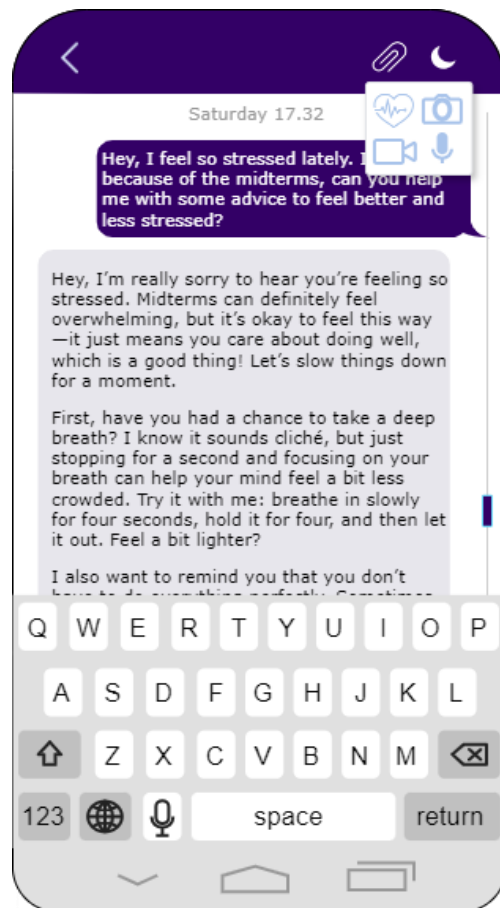 Saturday 17.32
Hey, I feel so stressed lately. I
because of the midterms, can you help
me with some advice to feel better and
less stressed?
Hey, I’m really sorry to hear you’re feeling so
stressed. Midterms can definitely feel
overwhelming, but it’s okay to feel this way
—it just means you care about doing well,
which is a good thing! Let’s slow things down
for a moment.
First, have you had a chance to take a deep
breath? I know it sounds cliché, but just
stopping for a second and focusing on your
breath can help your mind feel a bit less
crowded. Try it with me: breathe in slowly
for four seconds, hold it for four, and then let
it out. Feel a bit lighter?
I also want to remind you that you don’t
have to do everything perfectly. Sometimes
Q W E R T Y U I O P
A S D F G H J K L
Z X C V B N M
123 space return